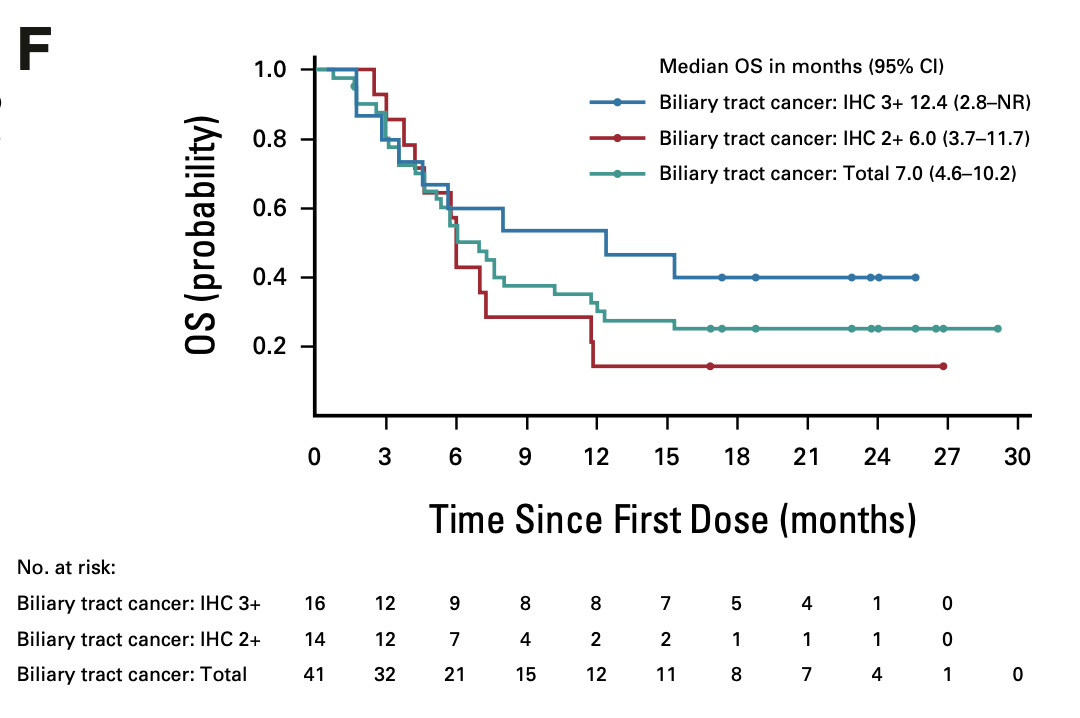 F
Median OS in months (95% CI)
Biliary tract cancer: IHC 3+ 12.4 (2.8–NR)
Biliary tract cancer: IHC 2+ 6.0 (3.7–11.7)
Biliary tract cancer: Total 7.0 (4.6–10.2)
OS (probability)
1.0
0.8
0.6
0.4
0.2
0 3 6 9 12 15 18 21 24 27 30
Time Since First Dose (months)
No. at risk:
Biliary tract cancer: IHC 3+ 16 12 9 8 8 7 5 4 1 0
Biliary tract cancer: IHC 2+ 14 12 7 4 2 2 1 1 1 0
Biliary tract cancer: Total 41 32 21 15 12 11 8 7 4 1 0